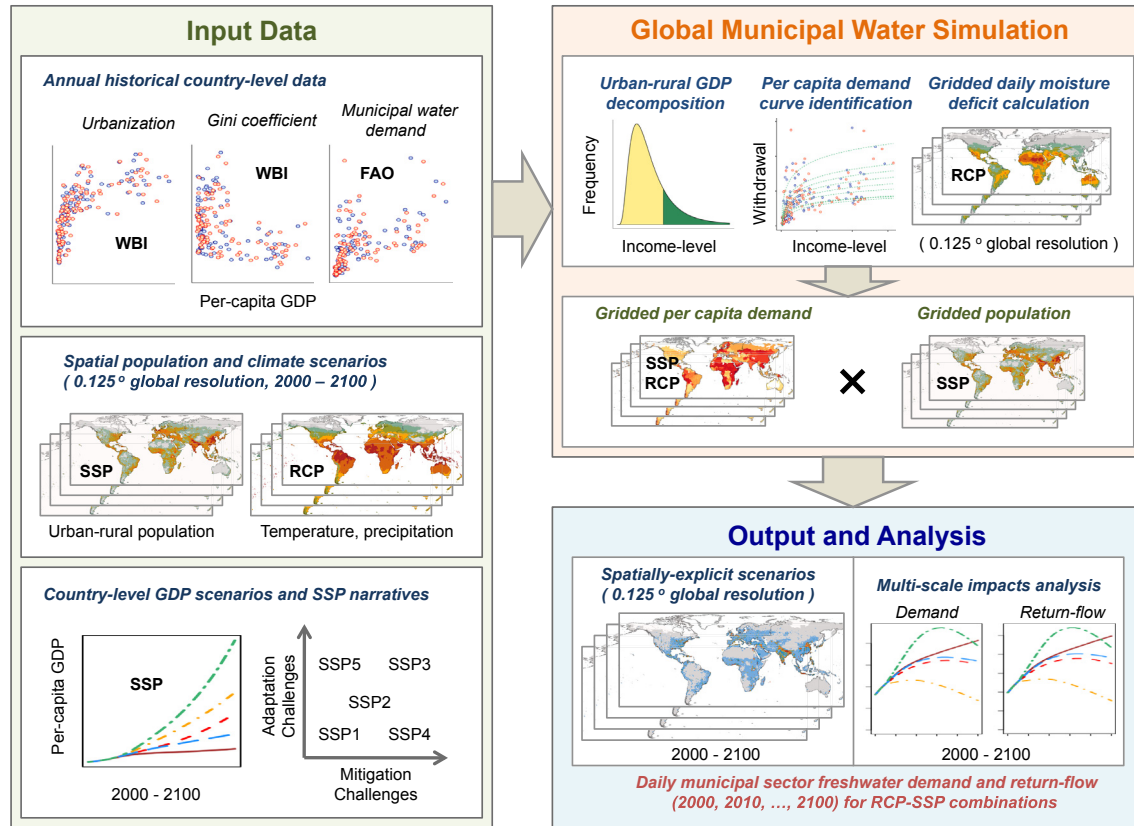 Input Data
Annual historical country-level data
Urbanization
Gini coefficient
Municipal water
demand
WBI
WBI
FAO
Per-capita GDP
Spatial population and climate scenarios
( 0.125 o global resolution, 2000 – 2100 )
SSP
RCP
Urban-rural population
Temperature, precipitation
Country-level GDP scenarios and SSP narratives
Per-capita GDP
SSP
2000 - 2100
Adaptation
Challenges
SSP5
SSP3
SSP2
SSP1
SSP4
Mitigation
Challenges
Global Municipal Water Simulation
Urban-rural GDP
decomposition
Frequency
Income-level
Per capita demand
curve identification
Withdrawal
Income-level
Gridded daily moisture
deficit calculation
RCP
( 0.125 o global resolution )
Gridded per capita demand
SSP
RCP
×
Gridded population
SSP
Output and Analysis
Spatially-explicit scenarios
( 0.125 o global resolution )
2000 - 2100
Multi-scale impacts analysis
Demand
Return-flow
2000 - 2100
Daily municipal sector freshwater demand and return-flow
(2000, 2010, …, 2100) for RCP-SSP combinations